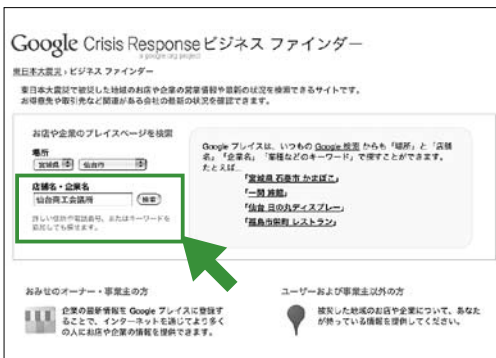 Google Crisis Response ビジネス ファインダー
a google.org project
東日本大震災 › ビジネス ファインダー
東日本大震災で被災した地域のお店や企業の営業情報や最新の状況を検索できるサイトです。
お得意先や取引先など関連がある会社の最新の状況を確認できます。
お店や企業のプレイスページを検索
場所
宮城県 仙台市
店舗名・企業名
仙台商工会議所 検索
詳しい住所や電話番号、またはキーワードを
追加しても探せます。
Google プレイスは、いつもの Google 検索 からも「場所」と「店舗
名」「企業名」「業種などのキーワード」で探すことができます。
たとえば...
「宮城県 石巻市 かまぼこ」
「一関 旅館」
「仙台 日の丸ディスプレー」
「福島市栄町 レストラン」
おみせのオーナー・事業主の方
企業の最新情報を Google プレイスに登録す
ることで、インターネットを通じてより多く
の人にお店や企業の情報を提供できます。
ユーザーおよび事業主以外の方
被災した地域のお店や企業について、あなた
が持っている情報を提供してください。